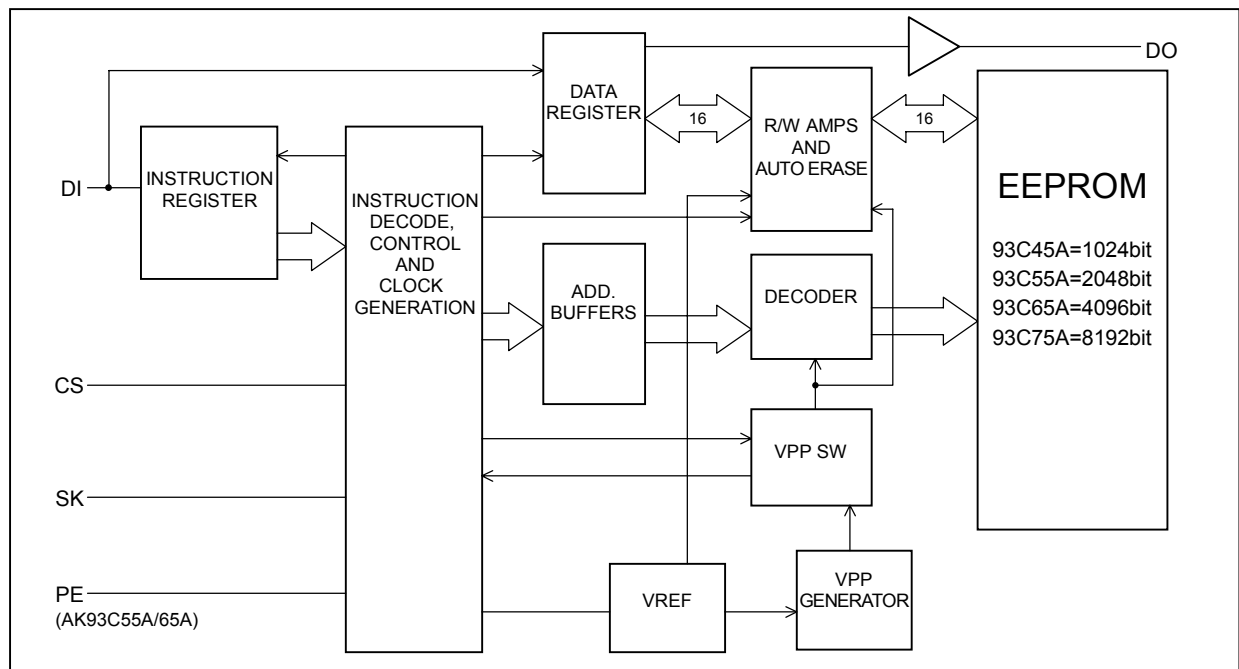 DO
DATA
REGISTER
16
R/W AMPS
AND
AUTO ERASE
16
EEPROM
93C45A=1024bit
93C55A=2048bit
93C65A=4096bit
93C75A=8192bit
DI
INSTRUCTION
REGISTER
INSTRUCTION
DECODE,
CONTROL
AND
CLOCK
GENERATION
ADD.
BUFFERS
DECODER
CS
VPP SW
SK
PE
(AK93C55A/65A)
VREF
VPP
GENERATOR